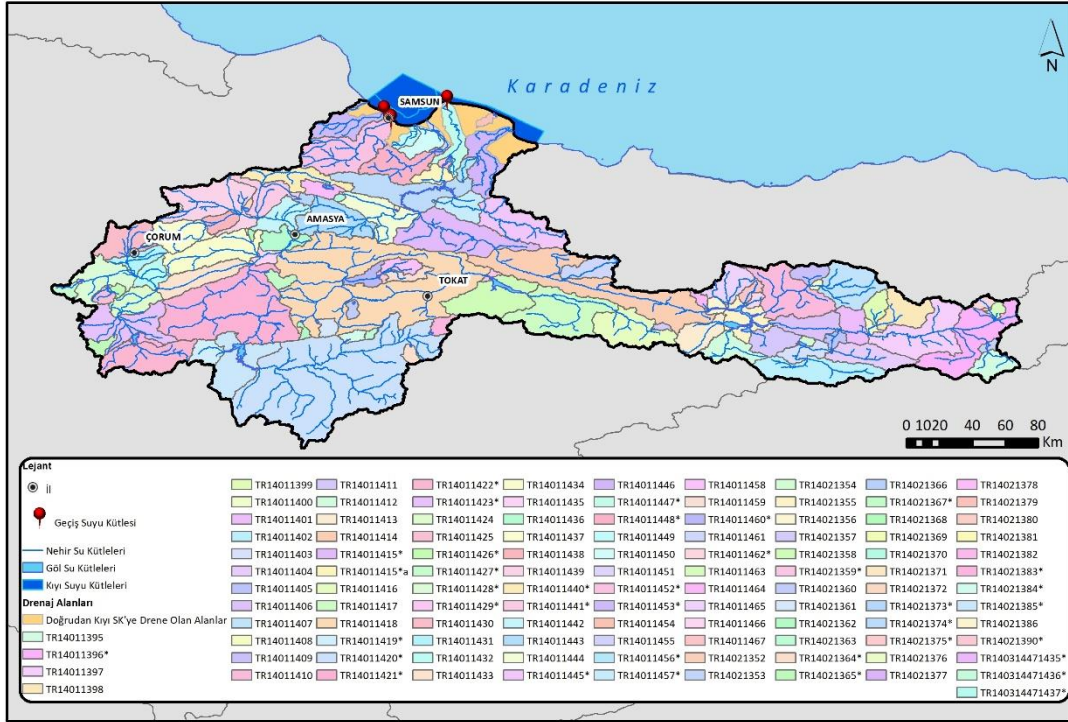 Karadeniz
N
SAMSUN
AMASYA
ÇORUM
TOKAT
0 1020 40 60 80
Km
Lejant
İl
Geçiş Suyu Kütlesi
Nehir Su Kütleleri
Göl Su Kütleleri
Kıyı Suyu Kütleleri
Drenaj Alanları
Doğrudan Kıyı SK'ye Drene Olan Alanlar
TR14011395
TR14011396*
TR14011397
TR14011398
TR14011399
TR14011400
TR14011401
TR14011402
TR14011403
TR14011404
TR14011405
TR14011406
TR14011407
TR14011408
TR14011409
TR14011410
TR14011411
TR14011412
TR14011413
TR14011414
TR14011415*
TR14011415*a
TR14011416
TR14011417
TR14011418
TR14011419*
TR14011420*
TR14011421*
TR14011422*
TR14011423*
TR14011424
TR14011425
TR14011426*
TR14011427*
TR14011428*
TR14011429*
TR14011430
TR14011431
TR14011432
TR14011433
TR14011434
TR14011435
TR14011436
TR14011437
TR14011438
TR14011439
TR14011440*
TR14011441*
TR14011442
TR14011443
TR14011444
TR14011445*
TR14011446
TR14011447*
TR14011448*
TR14011449
TR14011450
TR14011451
TR14011452*
TR14011453*
TR14011454
TR14011455
TR14011456*
TR14011457*
TR14011458
TR14011459
TR14011460*
TR14011461
TR14011462*
TR14011463
TR14011464
TR14011465
TR14011466
TR14011467
TR14021352
TR14021353
TR14021354
TR14021355
TR14021356
TR14021357
TR14021358
TR14021359*
TR14021360
TR14021361
TR14021362
TR14021363
TR14021364*
TR14021365*
TR14021366
TR14021367*
TR14021368
TR14021369
TR14021370
TR14021371
TR14021372
TR14021373*
TR14021374*
TR14021375*
TR14021376
TR14021377
TR14021378
TR14021379
TR14021380
TR14021381
TR14021382
TR14021383*
TR14021384*
TR14021385*
TR14021386
TR14021390*
TR140314471435*
TR140314471436*
TR140314471437*